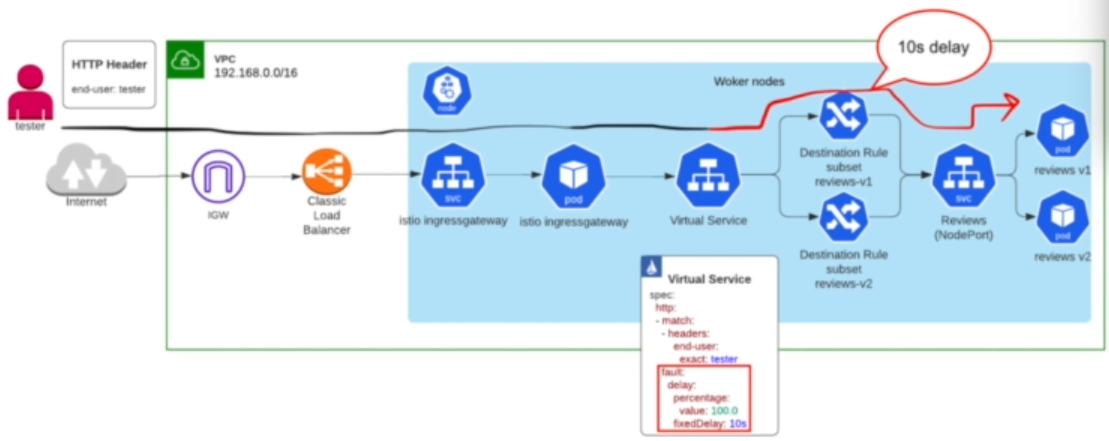 10s delay
HTTP Header
end-user: tester
VPC
192.168.0.0/16
Woker nodes
node
tester
Internet
IGW
Classic
Load
Balancer
svc
istio ingressgateway
pod
istio ingressgateway
Virtual Service
Destination Rule
subset
reviews-v1
Destination Rule
subset
reviews-v2
svc
Reviews
(NodePort)
pod
reviews v1
pod
reviews v2
Virtual Service
spec:
http:
- match:
- headers:
end-user:
exact: tester
fault:
delay:
percentage:
value: 100.0
fixedDelay: 10s